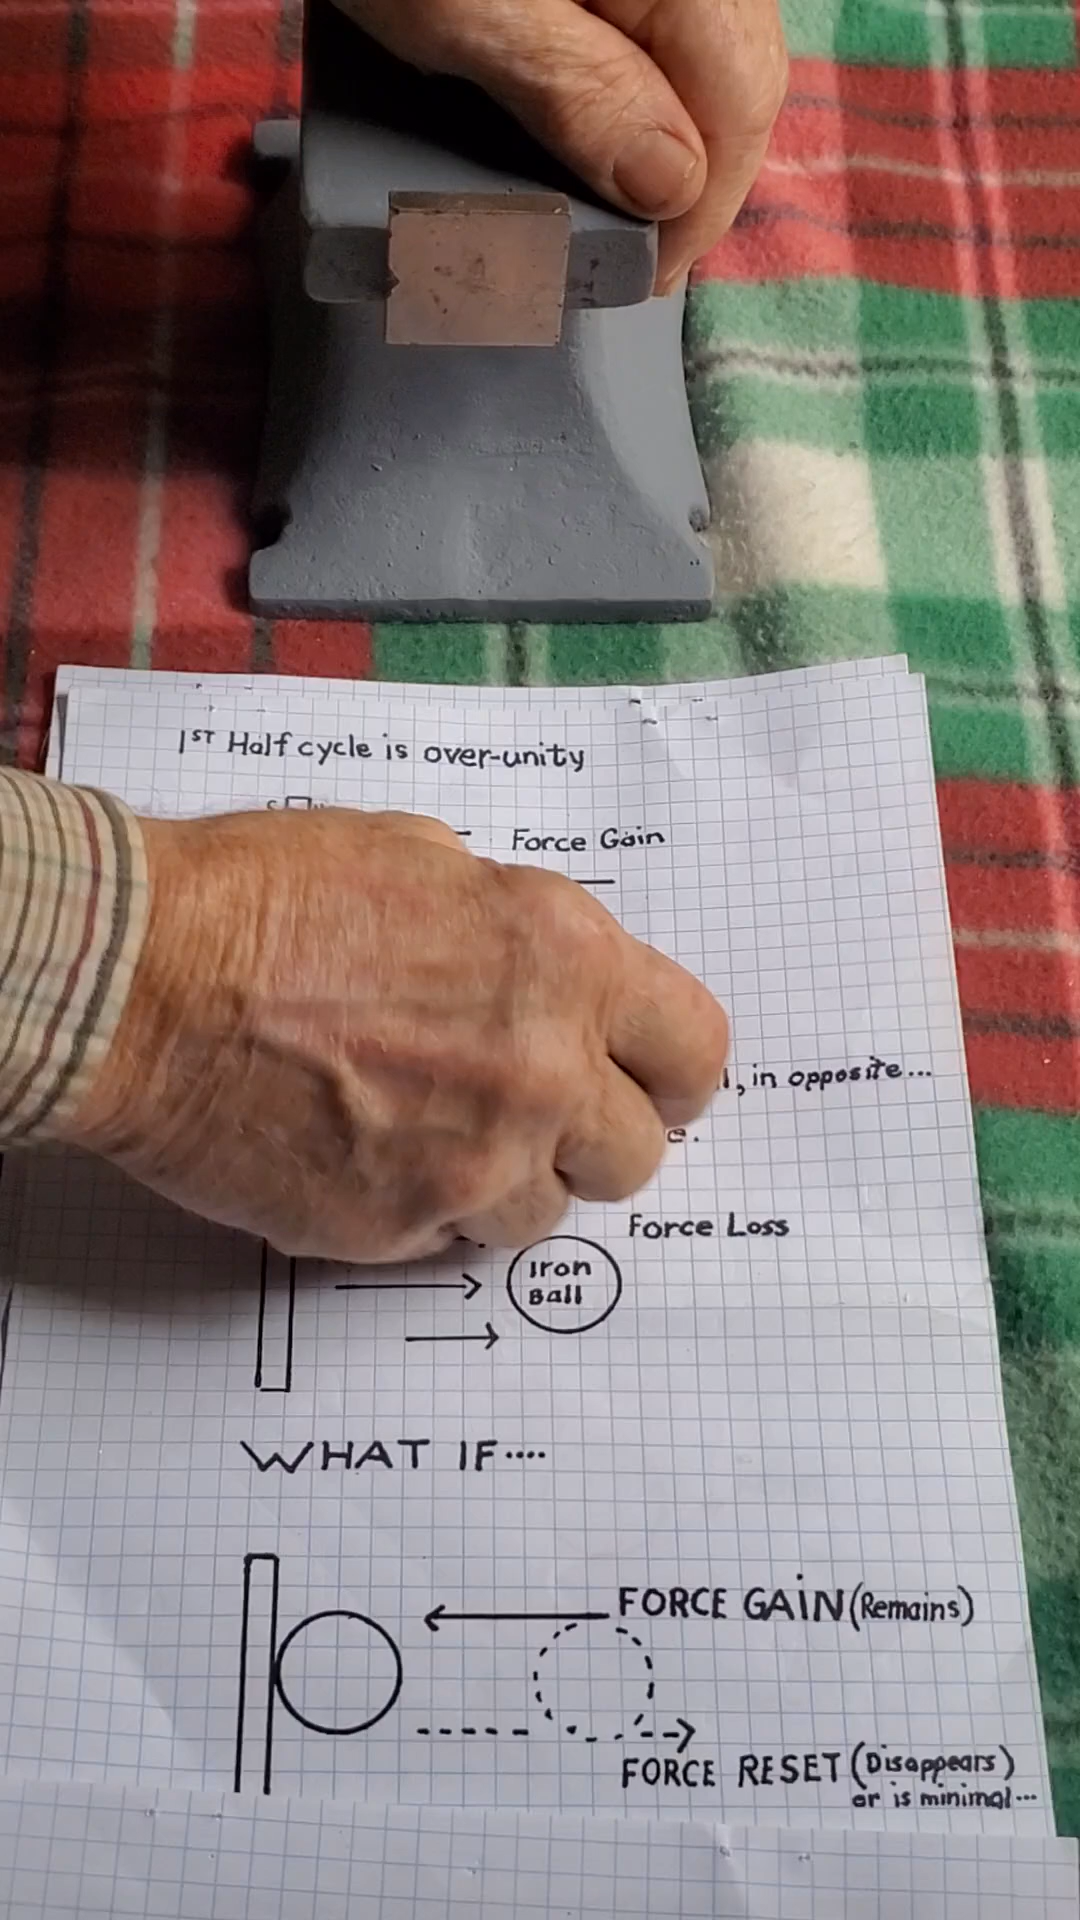 1ST Half cycle is over-unity
Force Gain
, in opposite...
Force Loss
Iron
Ball
WHAT IF....
FORCE GAIN (Remains)
FORCE RESET (Disappears)
or is minimal...